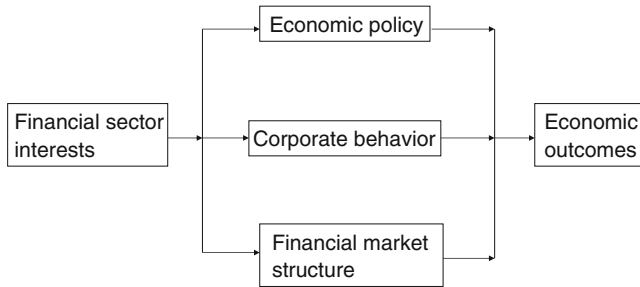 Economic policy
Financial sector
interests
Corporate behavior
Economic
outcomes
Financial market
structure